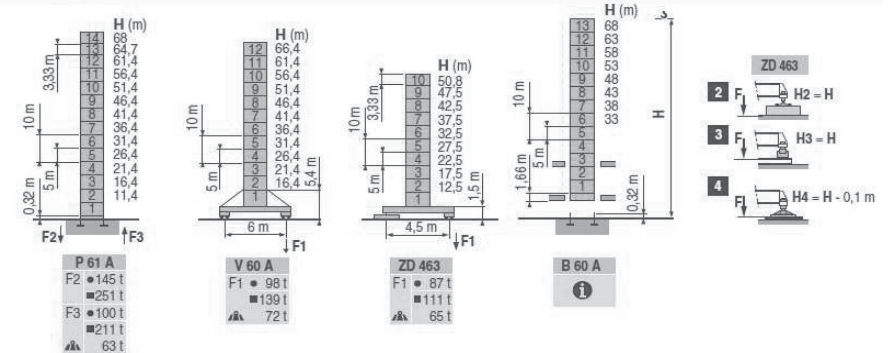 H (m)
14 68
13 64,7
12 61,4
11 56,4
10 51,4
9 46,4
8 41,4
7 36,4
6 31,4
5 26,4
4 21,4
3 16,4
2 11,4
1
3,33 m
10 m
5 m
0,32 m
F2
F3
P 61 A
F2 ● 145 t
■ 251 t
F3 ● 100 t
■ 211 t
63 t
H (m)
12 66,4
11 61,4
10 56,4
9 51,4
8 46,4
7 41,4
6 36,4
5 31,4
4 26,4
3 21,4
2 16,4
1
10 m
5 m
5,4 m
6 m
F1
V 60 A
F1 ● 98 t
■ 139 t
72 t
H (m)
10 50,8
9 47,5
8 42,5
7 37,5
6 32,5
5 27,5
4 22,5
3 17,5
2 12,5
1
3,33 m
10 m
5 m
1,5 m
4,5 m
F1
ZD 463
F1 ● 87 t
■ 111 t
65 t
H (m)
13 68
12 63
11 58
10 53
9 48
8 43
7 38
6 33
5
4
3
2
1
10 m
5 m
1,66 m
0,32 m
H
B 60 A
i
ZD 463
2 F H2 = H
3 F H3 = H
4 F H4 = H - 0,1 m